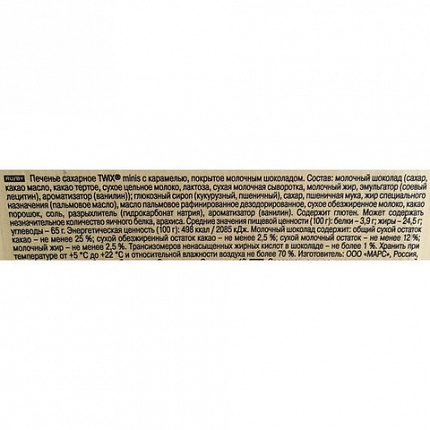 Печенье сахарное TWIX® minis с карамелью, покрытое молочным шоколадом. Состав: молочный шоколад (сахар,
какао масло, какао тертое, сухое цельное молоко, лактоза, сухая молочная сыворотка, молочный жир, эмульгатор (соевый
лецитин), ароматизатор (ванилин)); глюкозный сироп (кукурузный, пшеничный), сахар, пшеничная мука, жир специального
назначения (пальмовое масло), масло пальмовое рафинированное дезодорированное, сухое обезжиренное молоко, какао
порошок, соль, разрыхлитель (гидрокарбонат натрия), ароматизатор (ванилин). Содержит глютен. Может содержать
незначительное количество яичного белка, арахиса. Средние значения пищевой ценности (100 г): белки – 3,9 г; жиры – 24,5 г;
углеводы – 65 г. Энергетическая ценность (100 г): 498 ккал / 2085 кДж. Молочный шоколад содержит: общий сухой остаток
какао – не менее 25 %; сухой обезжиренный остаток какао – не менее 2,5 %; сухой молочный остаток – не менее 12 %;
молочный жир – не менее 2,5 %. Трансизомеров ненасыщенных жирных кислот в шоколаде – не более 1 %. Хранить при
температуре от +5 °С до +22 °С и относительной влажности воздуха не более 70 %. Изготовитель: ООО «МАРС», Россия,